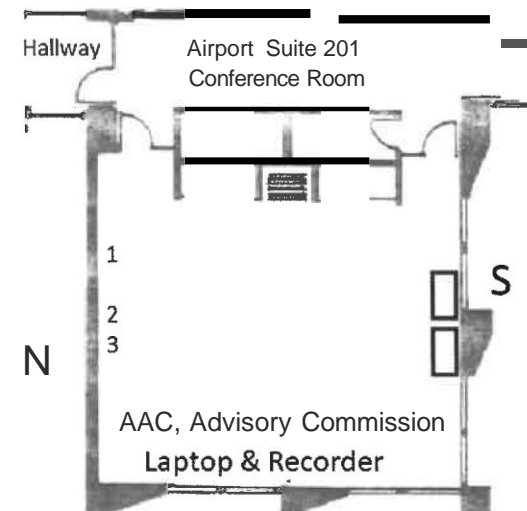 Hallway
Airport Suite 201
Conference Room
1
S
2
3
N
AAC, Advisory Commission
Laptop & Recorder